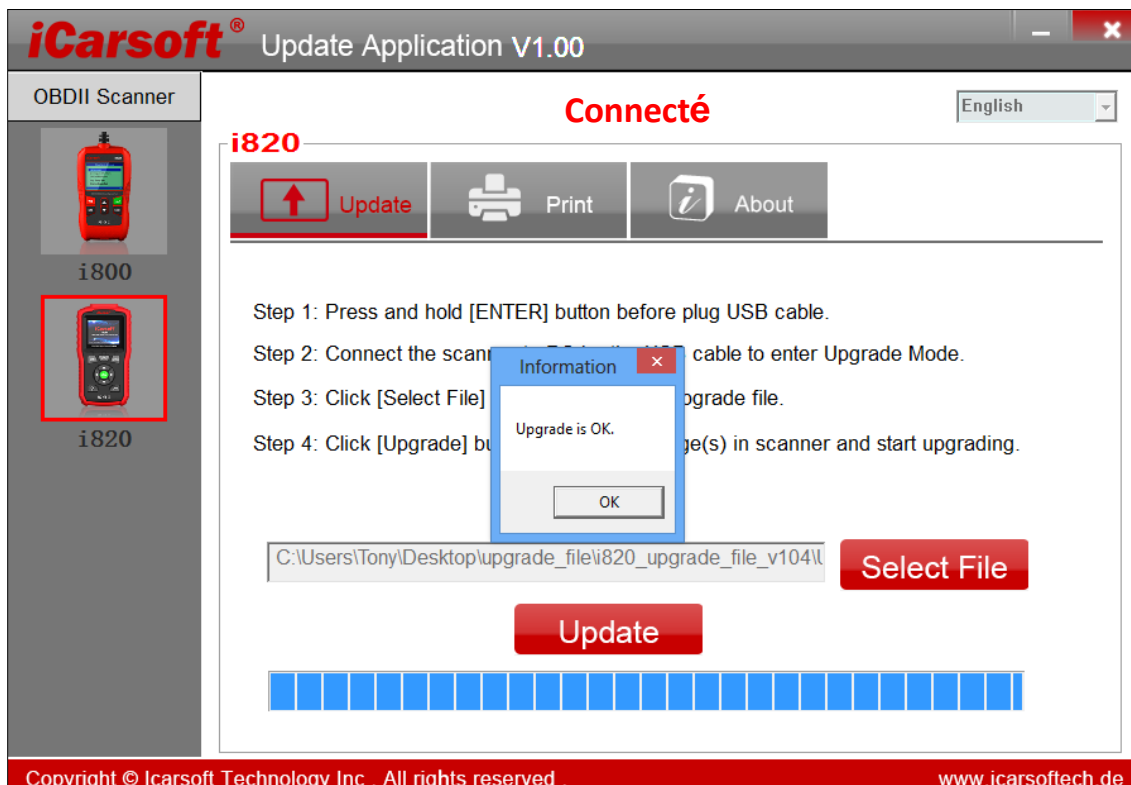 iCarsoft® Update Application V1.00
OBDII Scanner
Connecté
English
i820
Update
Print
About
i800
i820
Step 1: Press and hold [ENTER] button before plug USB cable.
Step 2: Connect the scann cable to enter Upgrade Mode.
Step 3: Click [Select File] pgrade file.
Step 4: Click [Upgrade] bu ge(s) in scanner and start upgrading.
Information
Upgrade is OK.
OK
C:\Users\Tony\Desktop\upgrade_file\i820_upgrade_file_v104\U
Select File
Update
Copyright © Icarsoft Technology Inc . All rights reserved .
www.icarsoftech.de